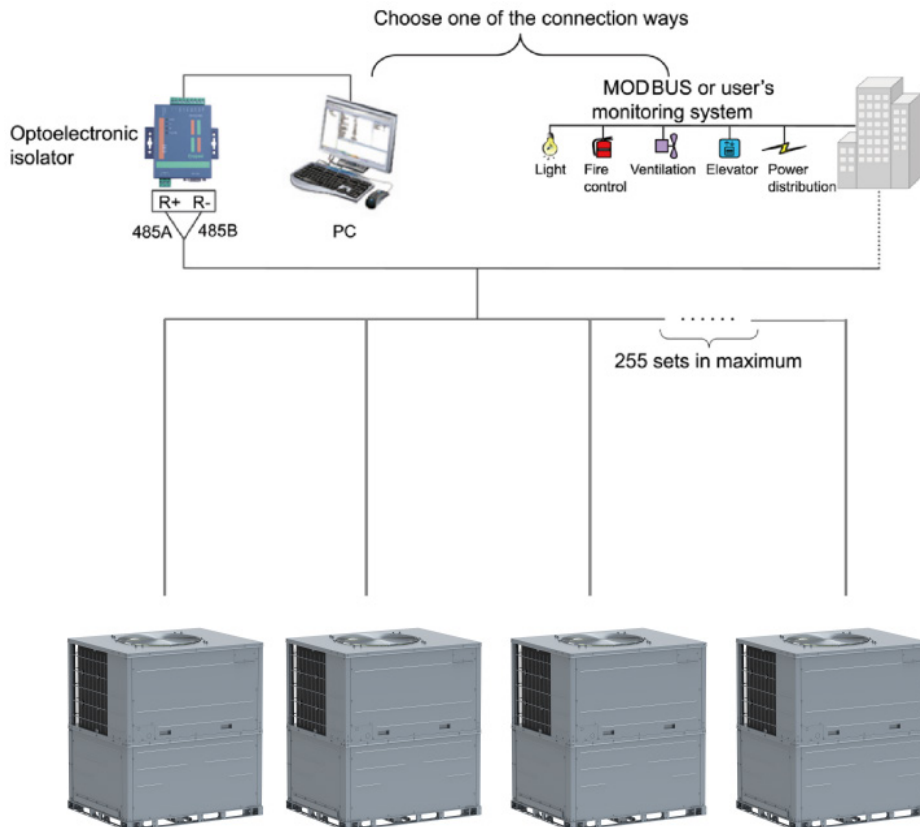 Choose one of the connection ways
MODBUS or user's
monitoring system
Optoelectronic
isolator
Light
Fire
control
Ventilation
Elevator
Power
distribution
R+ R-
485A
485B
PC
255 sets in maximum